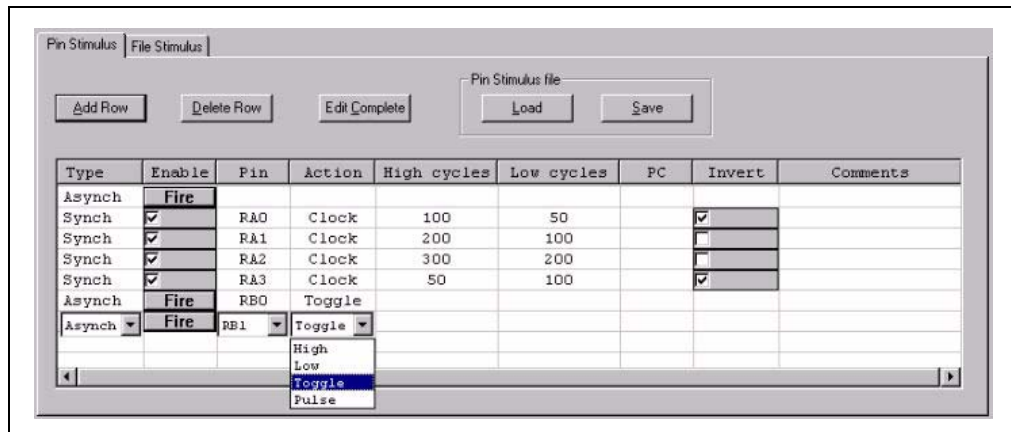 Pin Stimulus File Stimulus
Pin Stimulus file
Add Row Delete Row Edit Complete Load Save
Type Enable Pin Action High cycles Low cycles PC Invert Comments
Asynch Fire
Synch RA0 Clock 100 50
Synch RA1 Clock 200 100
Synch RA2 Clock 300 200
Synch RA3 Clock 50 100
Asynch Fire RB0 Toggle
Asynch Fire RB1 Toggle
High
Low
Toggle
Pulse